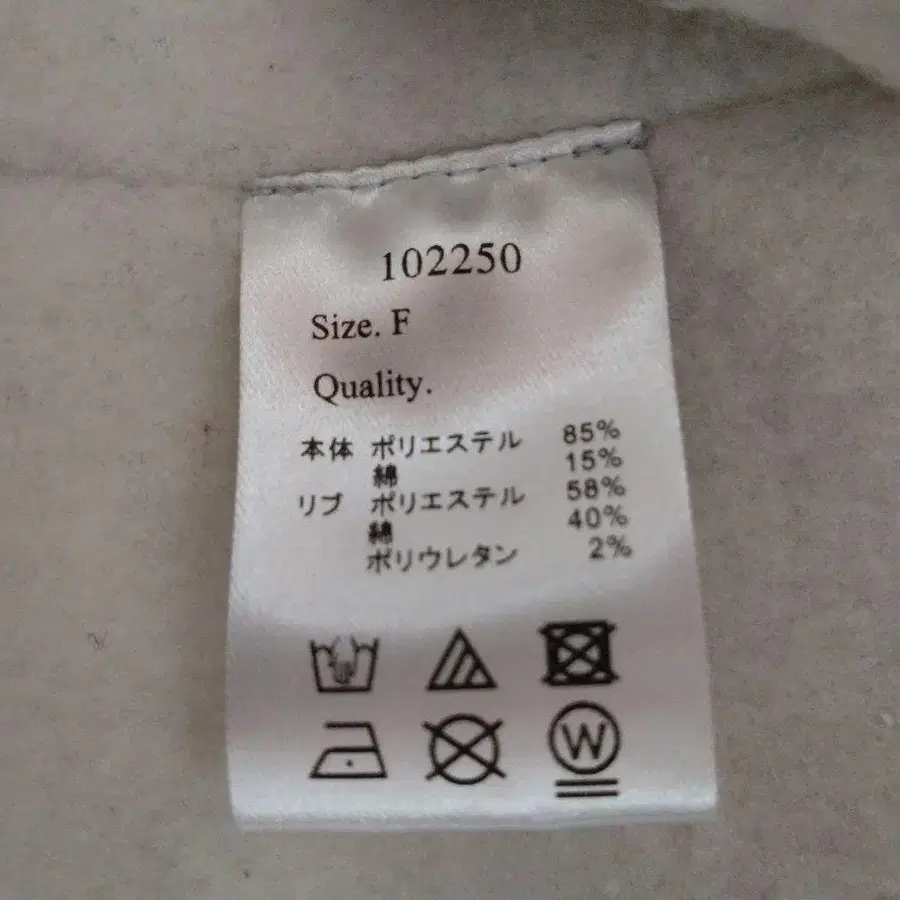 102250
Size. F
Quality.
本体 ポリエステル 85%
綿 15%
リブ ポリエステル 58%
綿 40%
ポリウレタン 2%
W